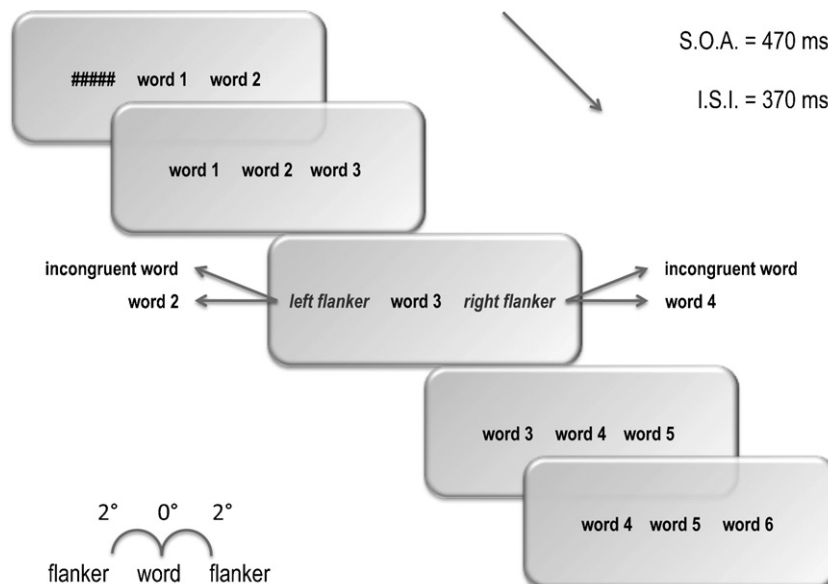 S.O.A. = 470 ms
I.S.I. = 370 ms
##### word 1 word 2
word 1 word 2 word 3
incongruent word
word 2
left flanker word 3 right flanker
incongruent word
word 4
word 3 word 4 word 5
word 4 word 5 word 6
2° 0° 2°
flanker word flanker